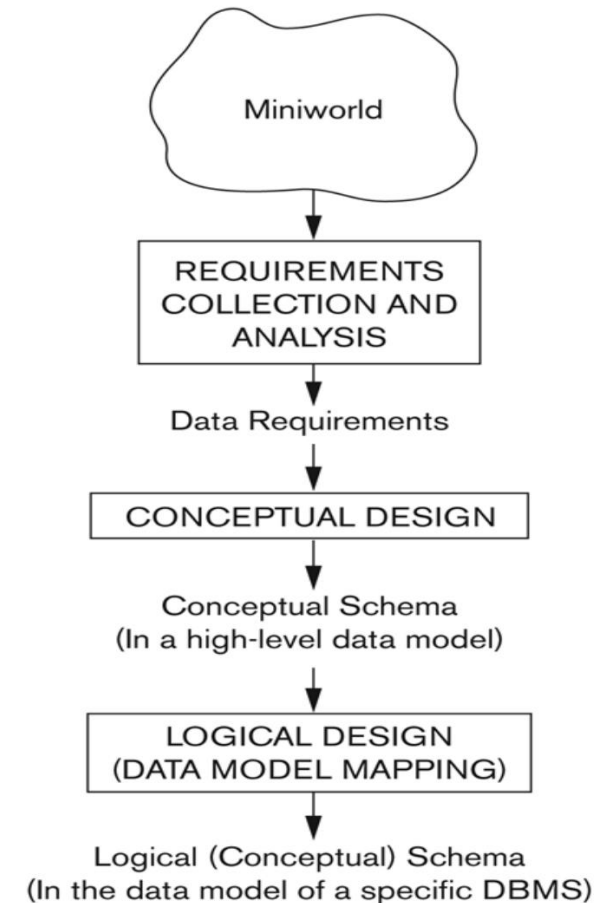 Miniworld
REQUIREMENTS
COLLECTION AND
ANALYSIS
Data Requirements
CONCEPTUAL DESIGN
Conceptual Schema
(In a high-level data model)
LOGICAL DESIGN
(DATA MODEL MAPPING)
Logical (Conceptual) Schema
(In the data model of a specific DBMS)